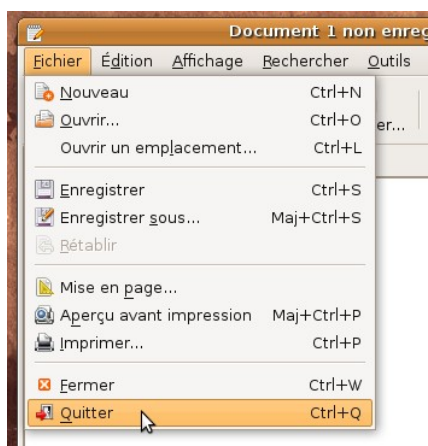 Document 1 non enreg
Fichier Édition Affichage Rechercher Outils
Nouveau Ctrl+N
Ouvrir... Ctrl+O
er...
Ouvrir un emplacement... Ctrl+L
Enregistrer Ctrl+S
Enregistrer sous... Maj+Ctrl+S
Rétablir
Mise en page...
Aperçu avant impression Maj+Ctrl+P
Imprimer... Ctrl+P
Fermer Ctrl+W
Quitter Ctrl+Q